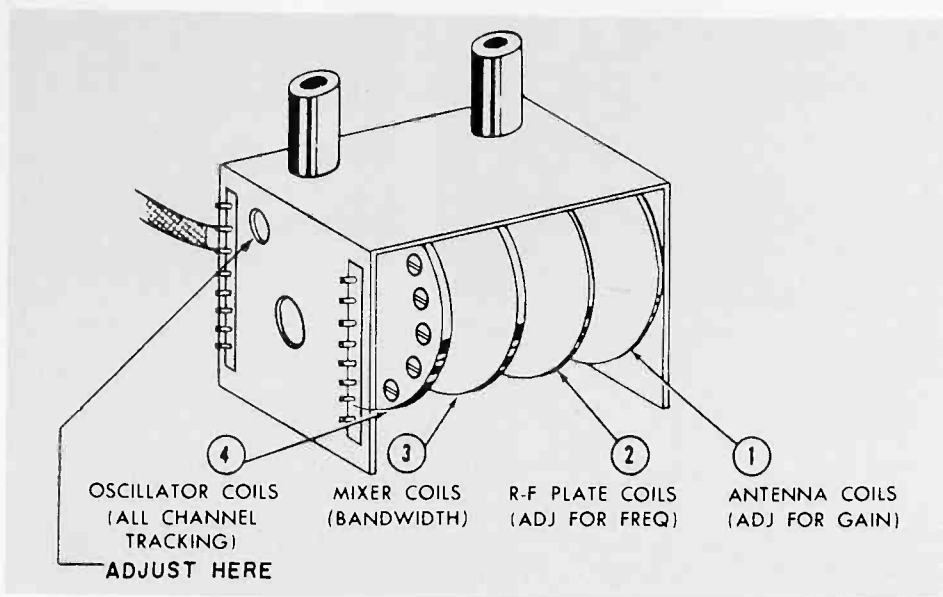 4
OSCILLATOR COILS
(ALL CHANNEL
TRACKING)
ADJUST HERE
3
MIXER COILS
(BANDWIDTH)
2
R-F PLATE COILS
(ADJ FOR FREQ)
1
ANTENNA COILS
(ADJ FOR GAIN)